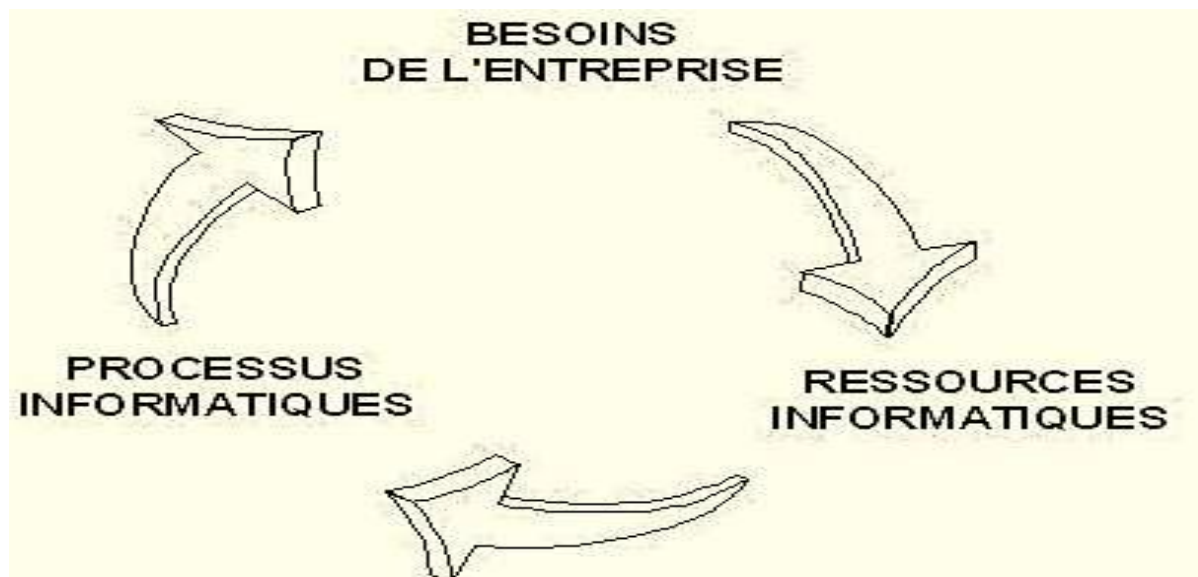 BESOINS
DE L'ENTREPRISE
PROCESSUS
INFORMATIQUES
RESSOURCES
INFORMATIQUES